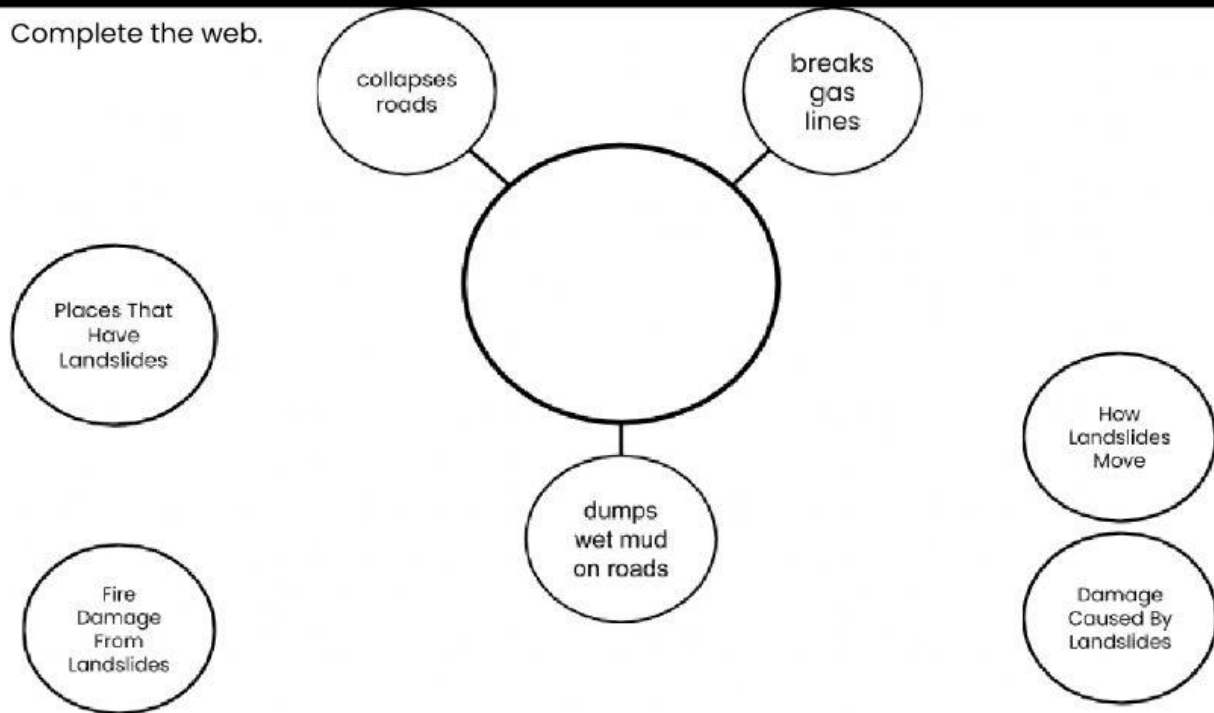 Complete the web.
collapses
roads
breaks
gas
lines
Places That
Have
Landslides
How
Landslides
Move
dumps
wet mud
on roads
Fire
Damage
From
Landslides
Damage
Caused By
Landslides